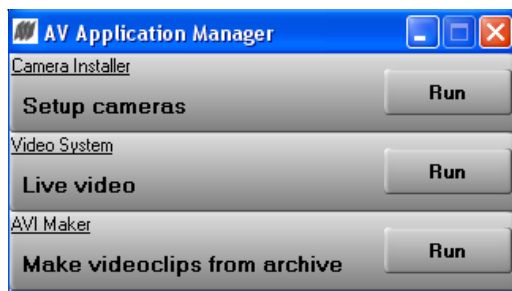 AV Application Manager
Camera Installer
Setup cameras
Run
Video System
Live video
Run
AVI Maker
Make videoclips from archive
Run